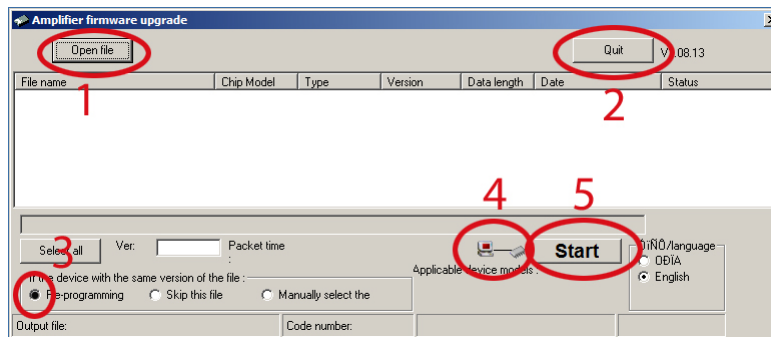 Amplifier firmware upgrade
Open file
Quit
08.13
1
2
File name Chip Model Type Version Data length Date Status
4
5
3
Select all
Ver:
Packet time
:
Start
ÔïÑÔ/language
ÒÐÏÀ
English
If the device with the same version of the file :
Re-programming
Skip this file
Manually select the
Applicable device models :
Output file:
Code number: